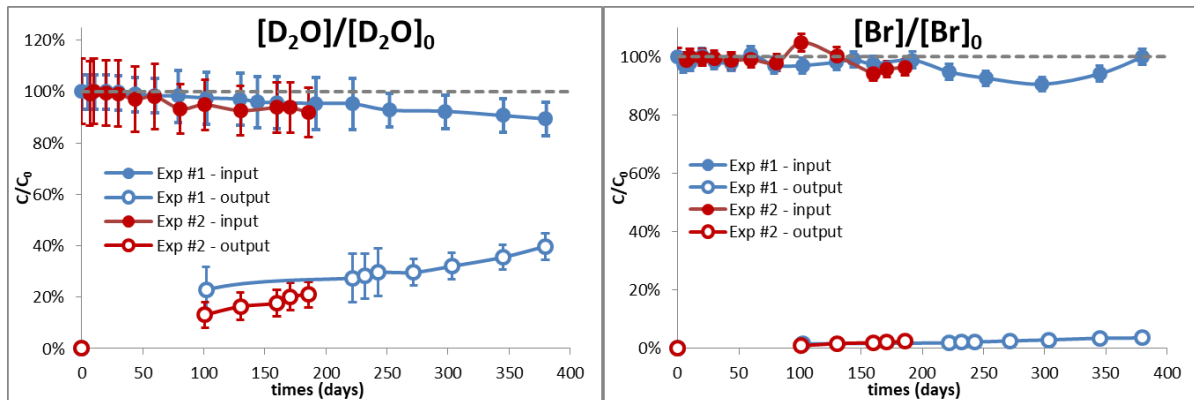 [D₂O]/[D₂O]₀
120%
100%
80%
60%
40%
20%
0%
C/C₀
Exp #1 - input
Exp #1 - output
Exp #2 - input
Exp #2 - output
0 50 100 150 200 250 300 350 400
times (days)
[Br]/[Br]₀
100%
80%
60%
40%
20%
0%
C/C₀
Exp #1 - input
Exp #1 - output
Exp #2 - input
Exp #2 - output
0 50 100 150 200 250 300 350 400
times (days)